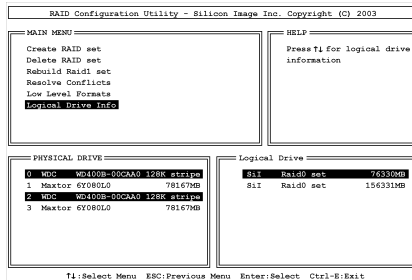 RAID Configuration Utility - Silicon Image Inc. Copyright (C) 2003
MAIN MENU
Create RAID set
Delete RAID set
Rebuild Raid1 set
Resolve Conflicts
Low Level Formats
Logical Drive Info
HELP
Press ↑↓ for logical drive
information
PHYSICAL DRIVE
0 WDC WD400B-00CAA0 128K stripe
1 Maxtor 6Y080L0 78167MB
2 WDC WD400B-00CAA0 128K stripe
3 Maxtor 6Y080L0 78167MB
Logical Drive
SiI Raid0 set 76330MB
SiI Raid0 set 156331MB
↑↓:Select Menu ESC:Previous Menu Enter:Select Ctrl-E:Exit